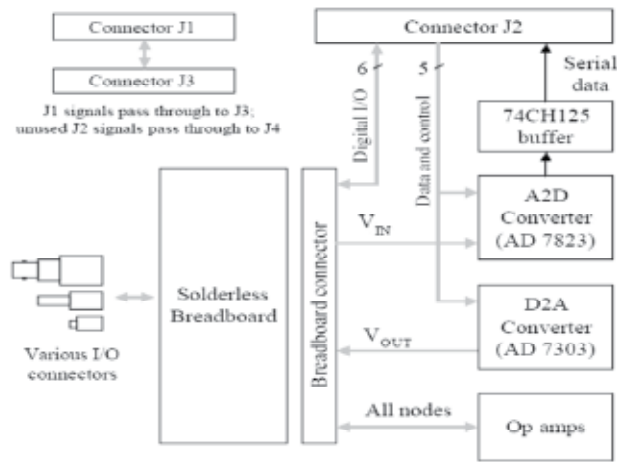 Connector J1
Connector J3
J1 signals pass through to J3;
unused J2 signals pass through to J4
Connector J2
6
5
Serial
data
Digital I/O
Data and control
74CH125
buffer
A2D
Converter
(AD 7823)
V IN
Solderless
Breadboard
Breadboard connector
D2A
Converter
(AD 7303)
V OUT
Various I/O
connectors
All nodes
Op amps